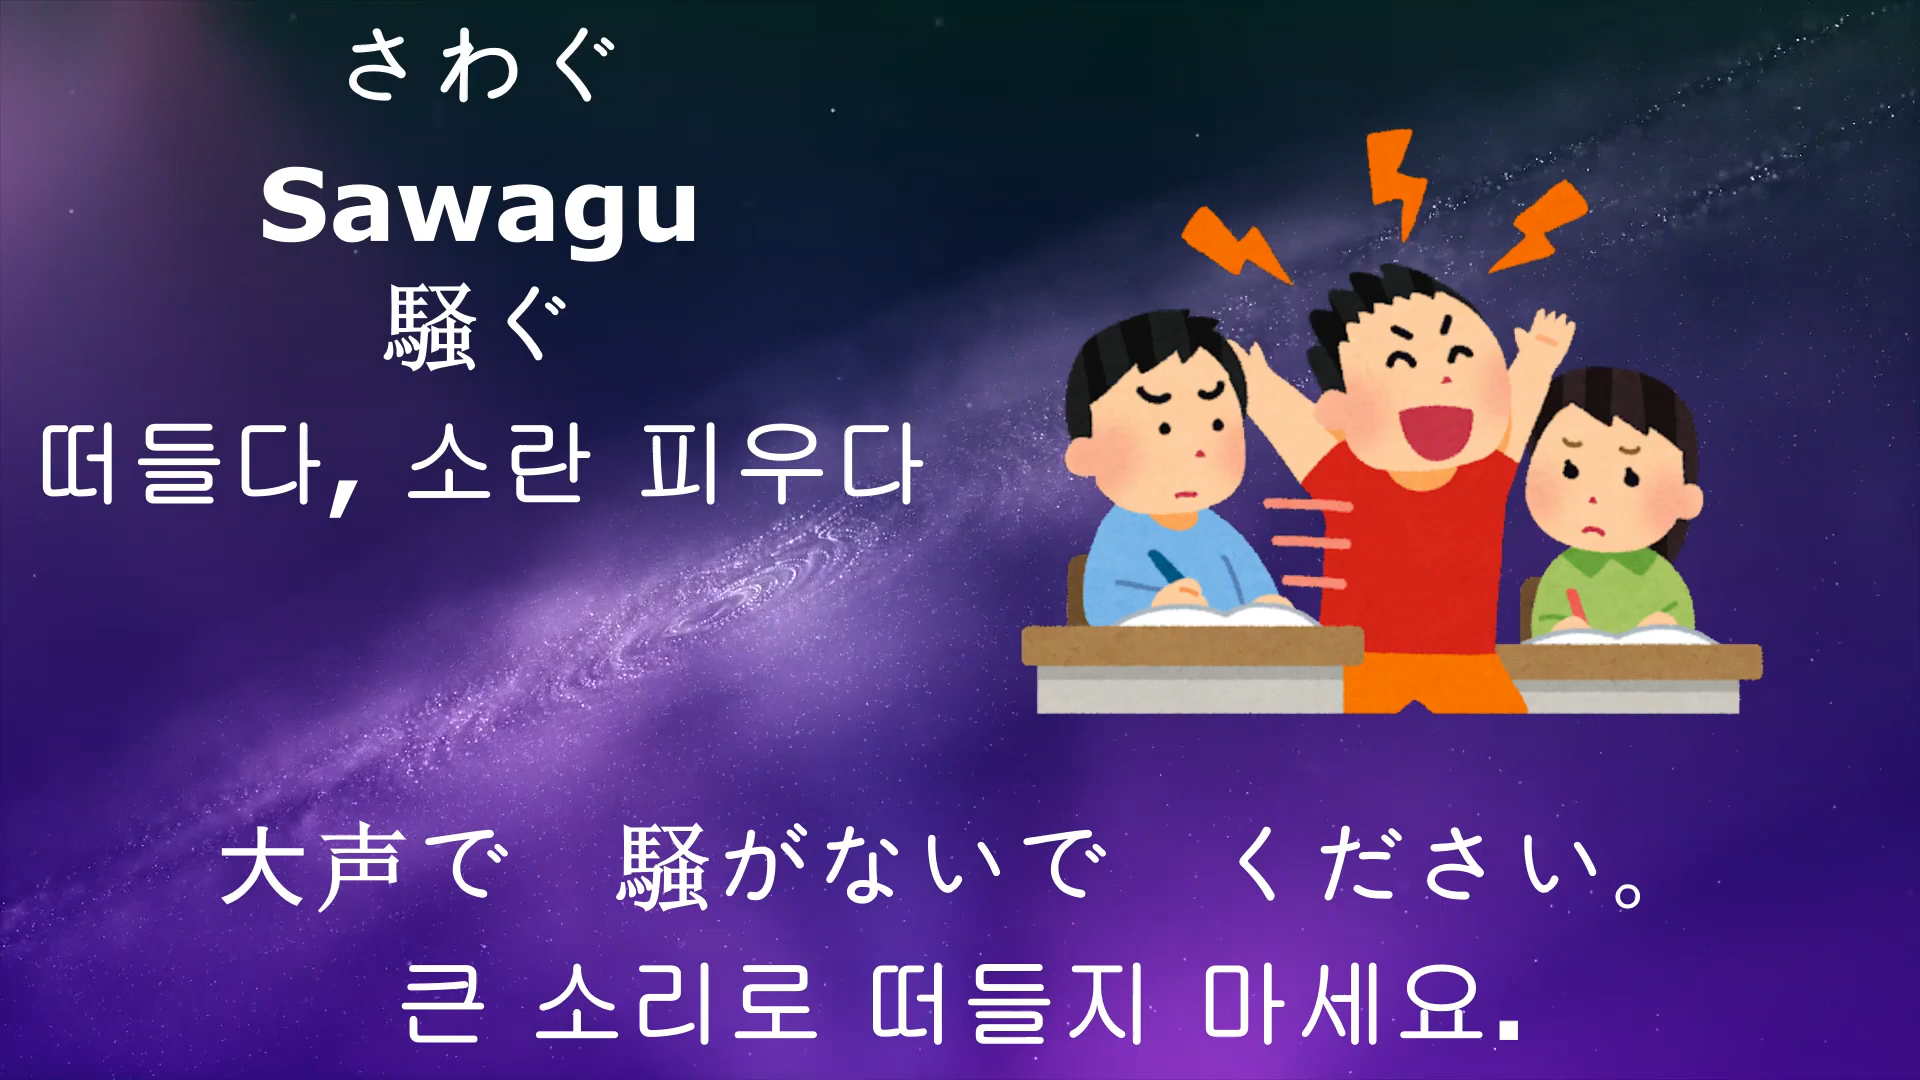 さわぐ
Sawagu
騒ぐ
떠들다, 소란 피우다
大声で　騒がないで　ください。
큰 소리로 떠들지 마세요.